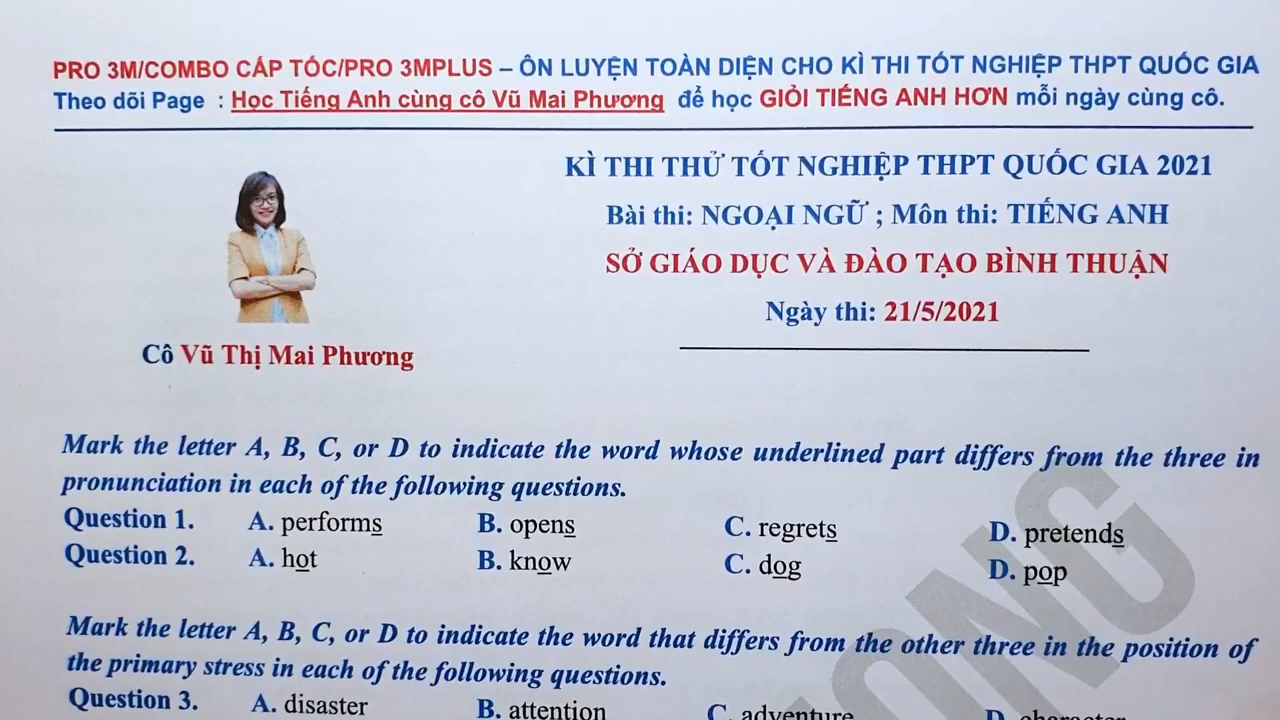 PRO 3M/COMBO CẤP TỐC/PRO 3MPLUS – ÔN LUYỆN TOÀN DIỆN CHO KÌ THI TỐT NGHIỆP THPT QUỐC GIA
Theo dõi Page : Học Tiếng Anh cùng cô Vũ Mai Phương để học GIỎI TIẾNG ANH HƠN mỗi ngày cùng cô.
KÌ THI THỬ TỐT NGHIỆP THPT QUỐC GIA 2021
Bài thi: NGOẠI NGỮ ; Môn thi: TIẾNG ANH
SỞ GIÁO DỤC VÀ ĐÀO TẠO BÌNH THUẬN
Ngày thi: 21/5/2021
Cô Vũ Thị Mai Phương
Mark the letter A, B, C, or D to indicate the word whose underlined part differs from the three in
pronunciation in each of the following questions.
Question 1. A. performs B. opens C. regrets D. pretends
Question 2. A. hot B. know C. dog D. pop
Mark the letter A, B, C, or D to indicate the word that differs from the other three in the position of
the primary stress in each of the following questions.
Question 3. A. disaster B. attention C. adventure D. character
ONG